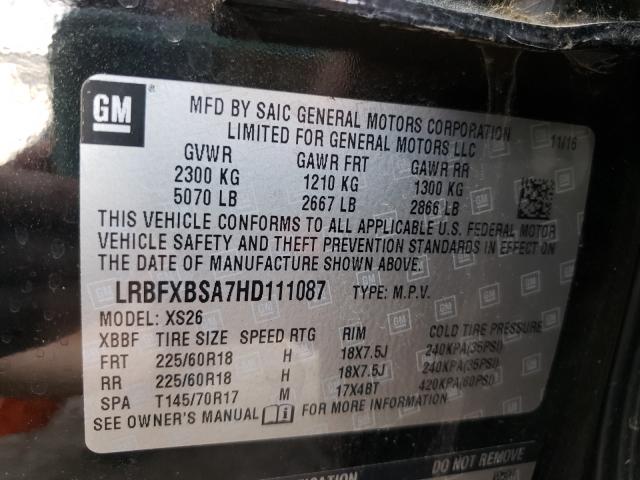 GM
MFD BY SAIC GENERAL MOTORS CORPORATION
LIMITED FOR GENERAL MOTORS LLC 11/16
GVWR GAWR FRT GAWR RR
2300 KG 1210 KG 1300 KG
5070 LB 2667 LB 2866 LB
THIS VEHICLE CONFORMS TO ALL APPLICABLE U.S. FEDERAL MOTOR
VEHICLE SAFETY AND THEFT PREVENTION STANDARDS IN EFFECT ON
THE DATE OF MANUFACTURE SHOWN ABOVE.
LRBFXBSA7HD111087 TYPE: M.P.V.
MODEL: XS26
XBBF TIRE SIZE SPEED RTG RIM COLD TIRE PRESSURE
FRT 225/60R18 H 18X7.5J 240KPA(35PSI)
RR 225/60R18 H 18X7.5J 240KPA(35PSI)
SPA T145/70R17 M 17X4BT 420KPA(60PSI)
SEE OWNER'S MANUAL FOR MORE INFORMATION.
DO NOT REMOVE